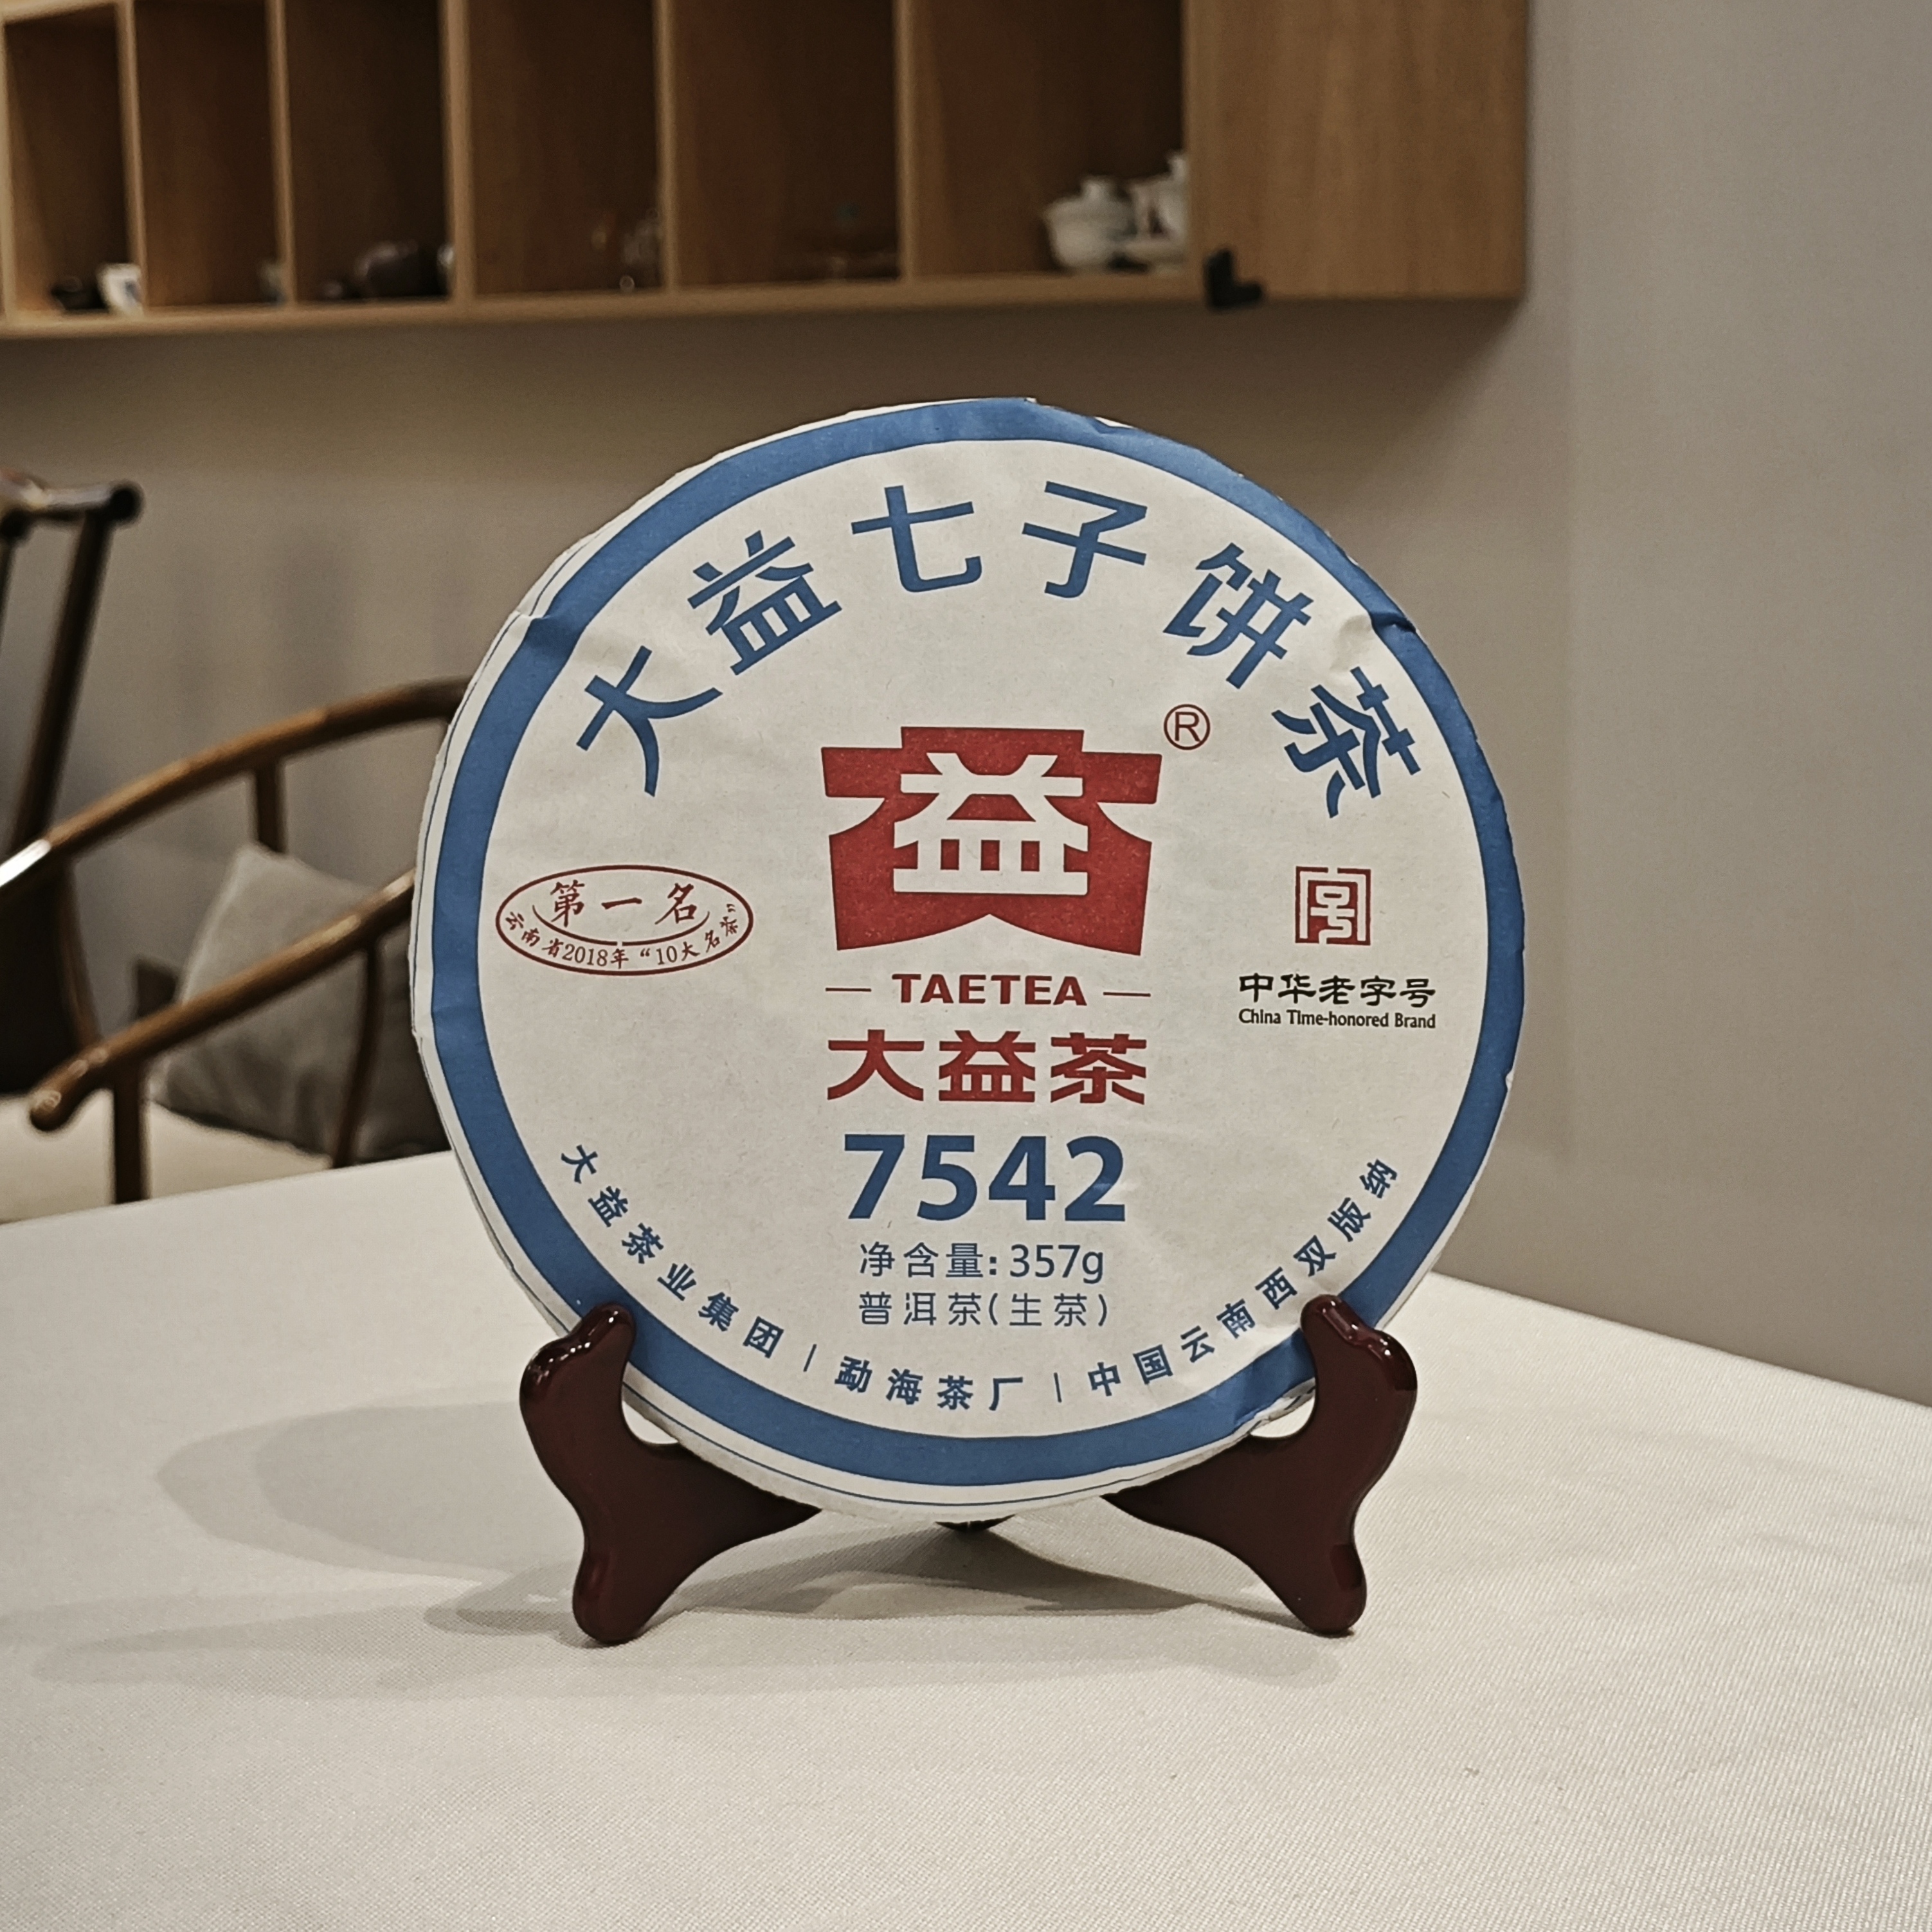 大益七子饼茶
益®
第一名
云南省2018年“10大名茶”
号
中华老字号
China Time-honored Brand
TAETEA
大益茶
7542
净含量:357g
普洱茶(生茶)
大益茶业集团|勐海茶厂|中国云南西双版纳